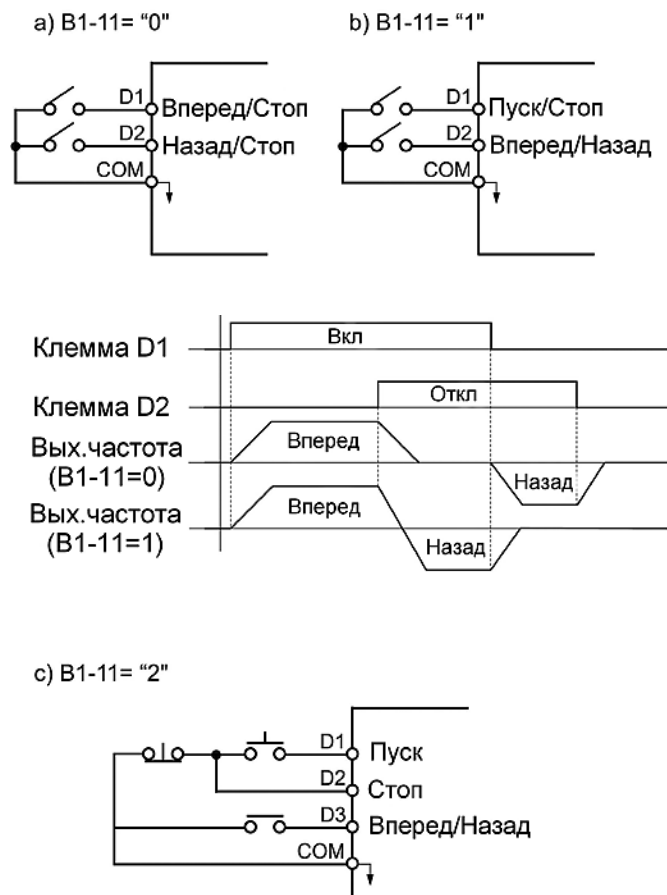 a) B1-11= “0”
b) B1-11= “1"
D1 Вперед/Стоп
D2 Назад/Стоп
COM
D1 Пуск/Стоп
D2 Вперед/Назад
COM
Клемма D1
Вкл
Клемма D2
Откл
Вых.частота
(B1-11=0)
Вперед
Назад
Вых.частота
(B1-11=1)
Вперед
Назад
c) B1-11= “2"
D1 Пуск
D2 Стоп
D3 Вперед/Назад
COM